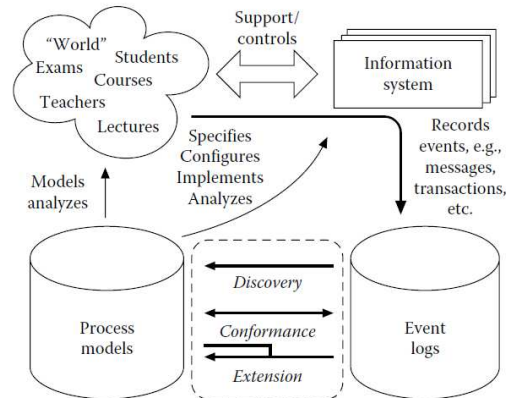 “World”
Students
Exams
Courses
Teachers
Lectures
Support/
controls
Information
system
Specifies
Configures
Implements
Analyzes
Records
events, e.g.,
messages,
transactions,
etc.
Models
analyzes
Process
models
Discovery
Conformance
Extension
Event
logs